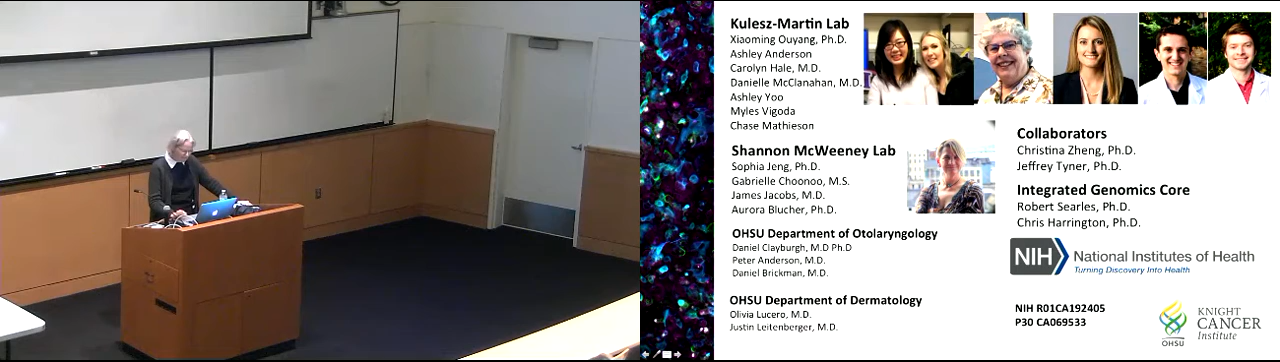 Kulesz-Martin Lab
Xiaoming Ouyang, Ph.D.
Ashley Anderson
Carolyn Hale, M.D.
Danielle McClanahan, M.D.
Ashley Yoo
Myles Vigoda
Chase Mathieson
Shannon McWeeney Lab
Sophia Jeng, Ph.D.
Gabrielle Choonoo, M.S.
James Jacobs, M.D.
Aurora Blucher, Ph.D.
OHSU Department of Otolaryngology
Daniel Clayburgh, M.D Ph.D
Peter Anderson, M.D.
Daniel Brickman, M.D.
OHSU Department of Dermatology
Olivia Lucero, M.D.
Justin Leitenberger, M.D.
Collaborators
Christina Zheng, Ph.D.
Jeffrey Tyner, Ph.D.
Integrated Genomics Core
Robert Searles, Ph.D.
Chris Harrington, Ph.D.
NIH National Institutes of Health
Turning Discovery Into Health
NIH R01CA192405
P30 CA069533
OHSU
KNIGHT
CANCER
Institute